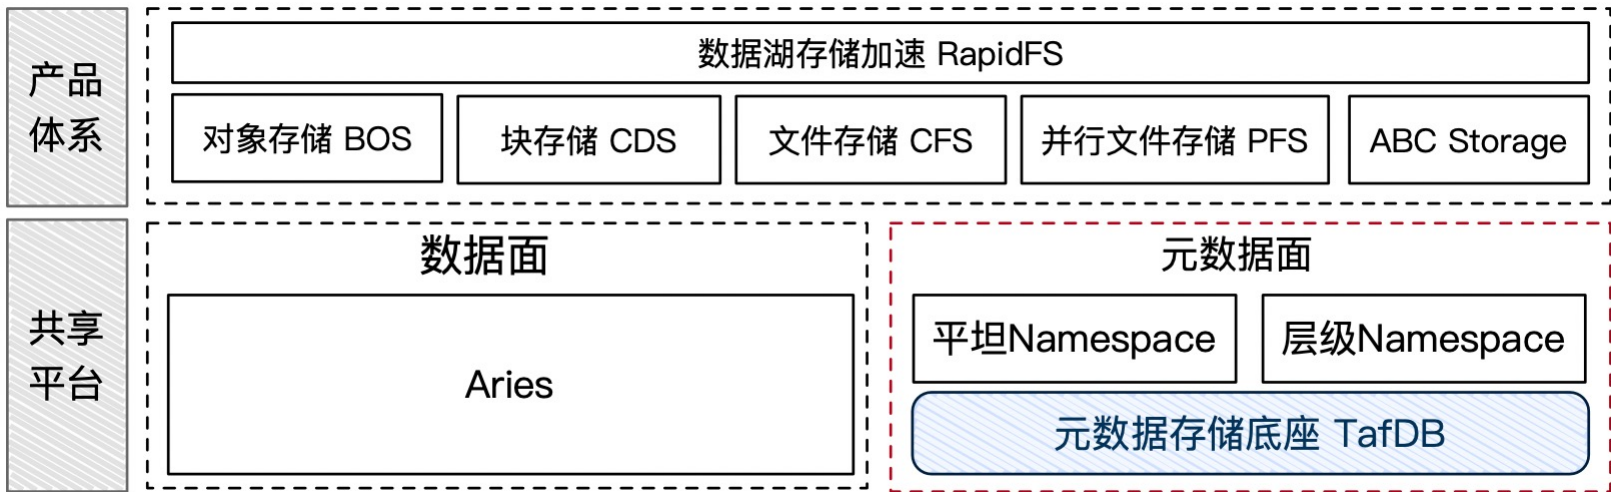 产品
体系
数据湖存储加速 RapidFS
对象存储 BOS
块存储 CDS
文件存储 CFS
并行文件存储 PFS
ABC Storage
共享
平台
数据面
Aries
元数据面
平坦Namespace
层级Namespace
元数据存储底座 TafDB